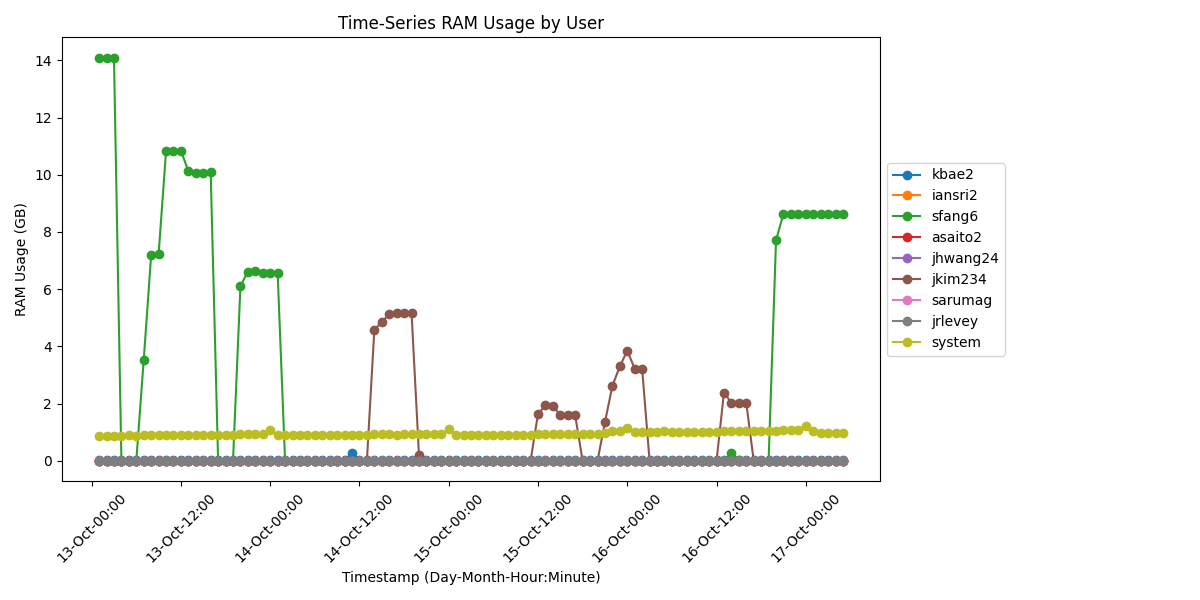 Time-Series RAM Usage by User
RAM Usage (GB)
14
12
10
8
6
4
2
0
13-Oct-00:00
13-Oct-12:00
14-Oct-00:00
14-Oct-12:00
15-Oct-00:00
15-Oct-12:00
16-Oct-00:00
16-Oct-12:00
17-Oct-00:00
Timestamp (Day-Month-Hour:Minute)
kbae2
iansri2
sfang6
asaito2
jhwang24
jkim234
sarumag
jrlevey
system